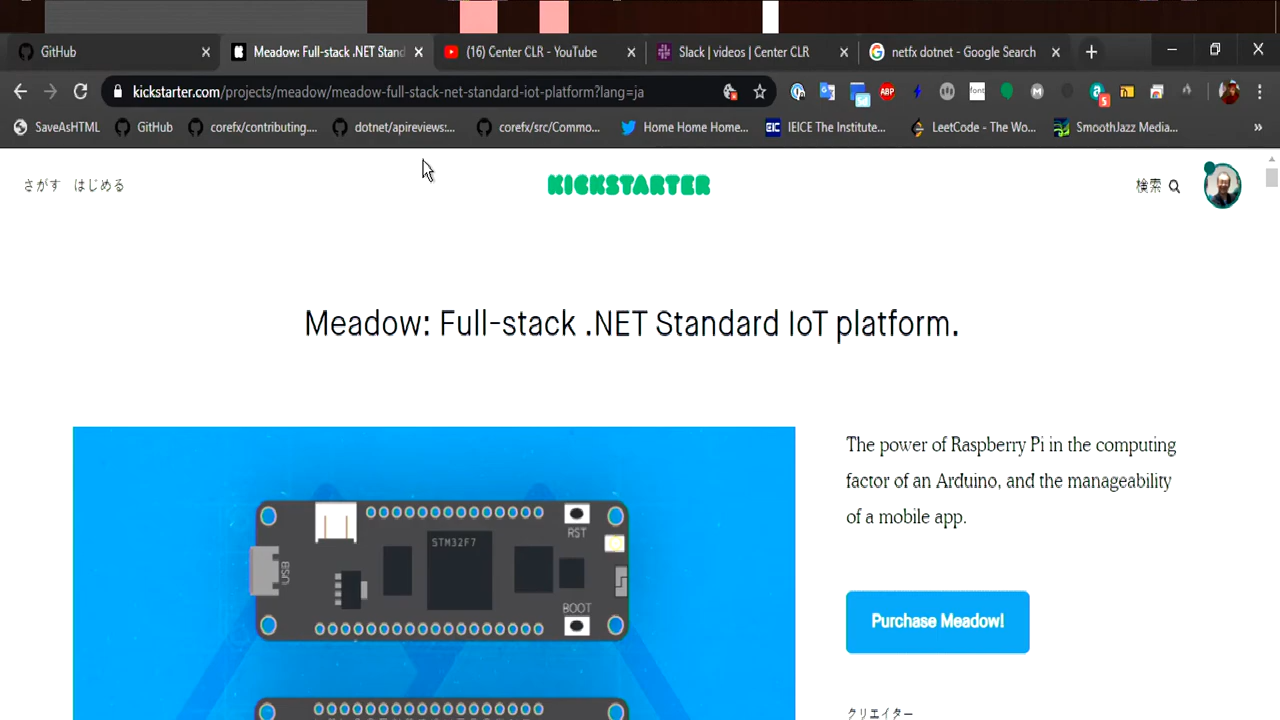 GitHub
Meadow: Full-stack .NET Stand
(16) Center CLR - YouTube
Slack | videos | Center CLR
netfx dotnet - Google Search
kickstarter.com/projects/meadow/meadow-full-stack-net-standard-iot-platform?lang=ja
SaveAsHTML
GitHub
corefx/contributing....
dotnet/apireviews:...
corefx/src/Commo...
Home Home Home...
IEICE The Institute...
LeetCode - The Wo...
SmoothJazz Media...
さがす はじめる
KICKSTARTER
検索
Meadow: Full-stack .NET Standard IoT platform.
The power of Raspberry Pi in the computing
factor of an Arduino, and the manageability
of a mobile app.
STM32F7
RST
USB
BOOT
Purchase Meadow!
クリエイター